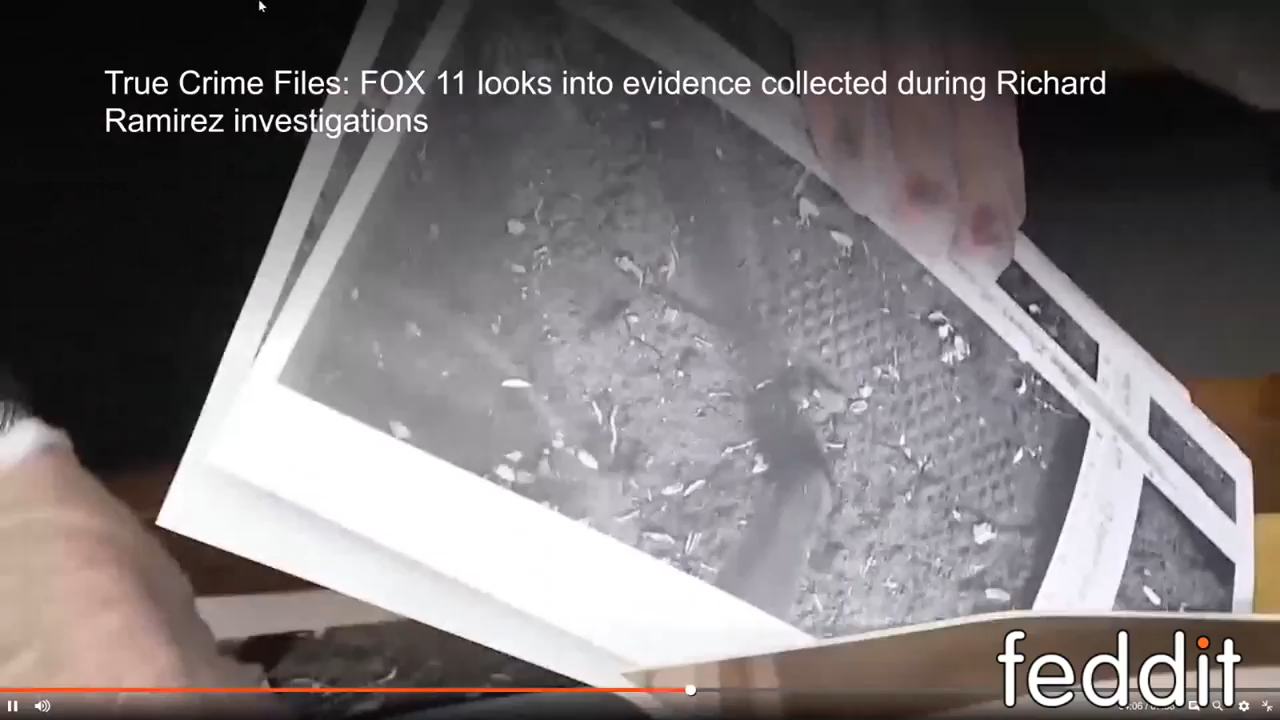 True Crime Files: FOX 11 looks into evidence collected during Richard
Ramirez investigations
feddit